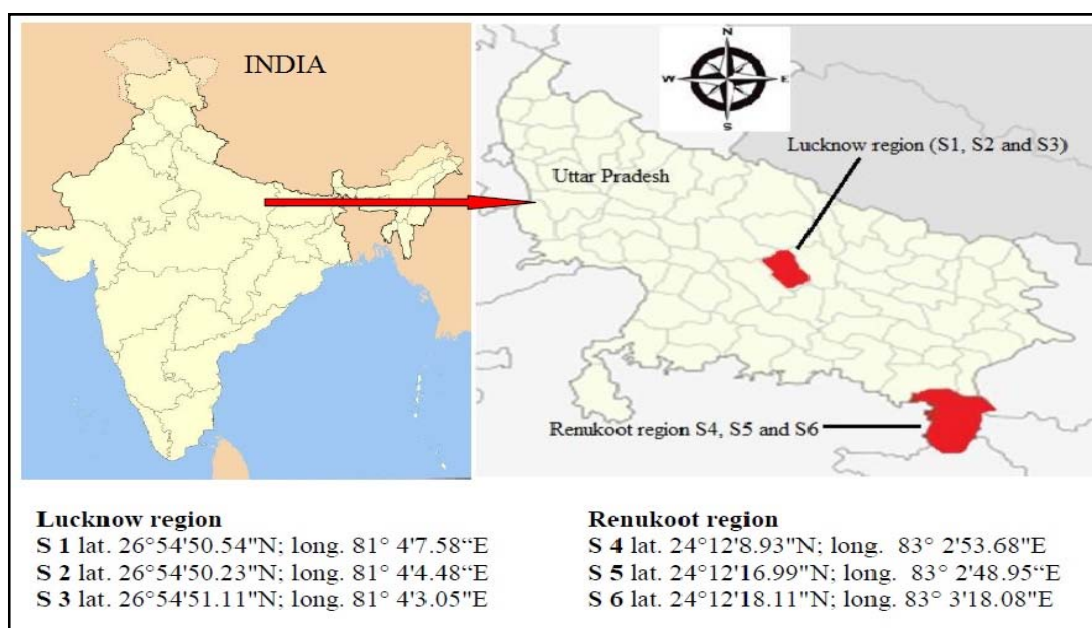 INDIA
N
W E
S
Lucknow region (S1, S2 and S3)
Uttar Pradesh
Renukoot region S4, S5 and S6
Lucknow region
S 1 lat. 26°54'50.54"N; long. 81° 4'7.58“E
S 2 lat. 26°54'50.23"N; long. 81° 4'4.48"E
S 3 lat. 26°54'51.11"N; long. 81° 4'3.05"E
Renukoot region
S 4 lat. 24°12'8.93"N; long. 83° 2'53.68"E
S 5 lat. 24°12'16.99"N; long. 83° 2'48.95“E
S 6 lat. 24°12'18.11"N; long. 83° 3'18.08"E